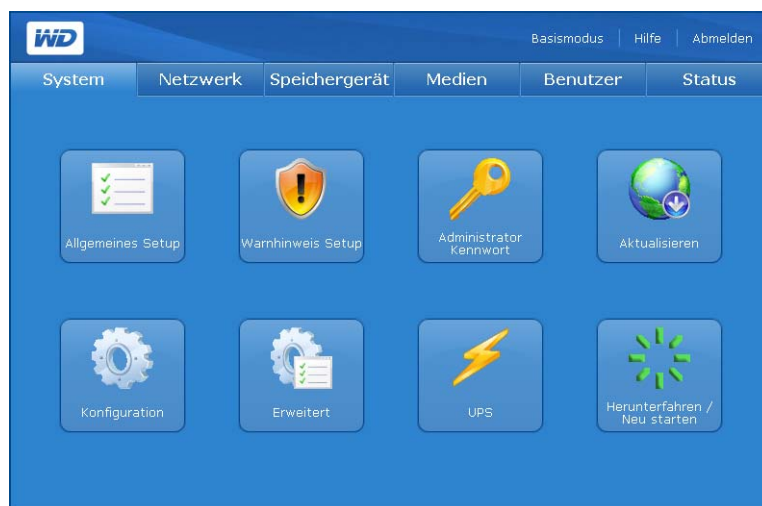 WD
Basismodus Hilfe Abmelden
System Netzwerk Speichergerät Medien Benutzer Status
Allgemeines Setup
Warnhinweis Setup
Administrator
Kennwort
Aktualisieren
Konfiguration
Erweitert
UPS
Herunterfahren /
Neu starten